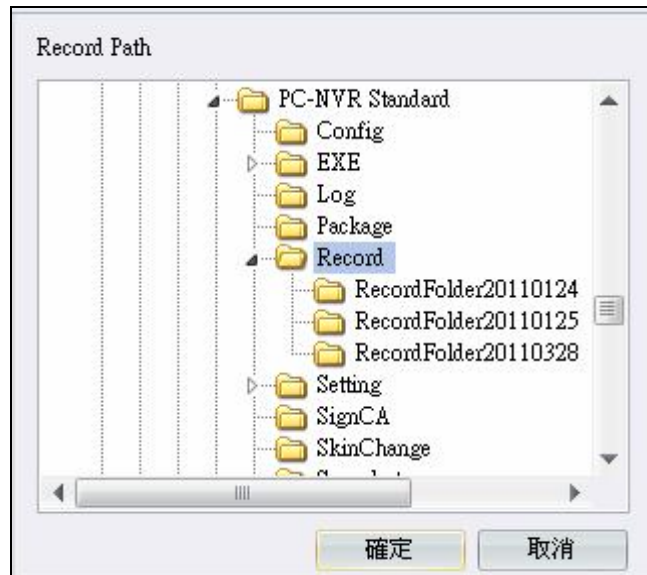 Record Path
PC-NVR Standard
Config
EXE
Log
Package
Record
RecordFolder20110124
RecordFolder20110125
RecordFolder20110328
Setting
SignCA
SkinChange
確定 取消